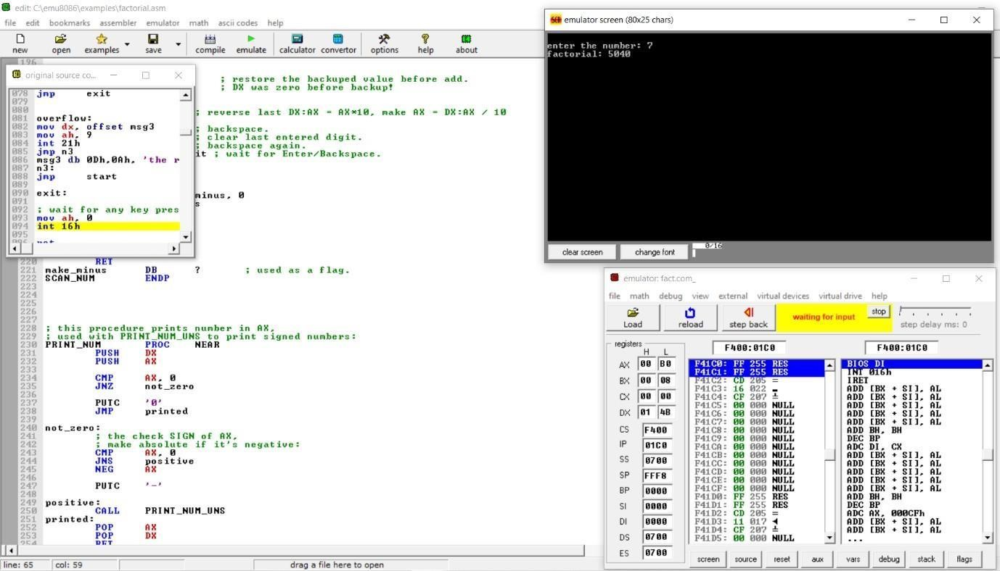 edit: C:\emu8086\examples\factorial.asm
file edit bookmarks assembler emulator math ascii codes help
new open examples save compile emulate calculator convertor options help about
196
; restore the backuped value before add.
; DX was zero before backup!
; reverse last DX:AX = AX*10, make AX = DX:AX / 10
; backspace.
; clear last entered digit.
; backspace again.
it ; wait for Enter/Backspace.
minus, 0
s
original source co...
078 jmp exit
079
080
081 overflow:
082 mov dx, offset msg3
083 mov ah, 9
084 int 21h
085 jmp n3
086 msg3 db 0Dh,0Ah, 'the r
087 n3:
088 jmp start
089
090 exit:
091
092 ; wait for any key pres
093 mov ah, 0
094 int 16h
095
220 RET
221 make_minus DB ? ; used as a flag.
222 SCAN_NUM ENDP
223
224
225
226
227
228 ; this procedure prints number in AX,
229 ; used with PRINT_NUM_UNS to print signed numbers:
230 PRINT_NUM PROC NEAR
231 PUSH DX
232 PUSH AX
233
234 CMP AX, 0
235 JNZ not_zero
236
237 PUTC '0'
238 JMP printed
239
240 not_zero:
241 ; the check SIGN of AX,
242 ; make absolute if it's negative:
243 CMP AX, 0
244 JNS positive
245 NEG AX
246
247 PUTC '-'
248
249 positive:
250 CALL PRINT_NUM_UNS
251 printed:
252 POP AX
253 POP DX
254 RET
line: 65 col: 59 drag a file here to open
emulator screen (80x25 chars)
enter the number: 7
factorial: 5040
clear screen change font 0/16
emulator: fact.com_
file math debug view external virtual devices virtual drive help
Load reload step back waiting for input stop step delay ms: 0
registers F400:01C0 F400:01C0
H L
AX 00 B0
BX 00 08
CX 00 00
DX 01 4B
CS F400
IP 01C0
SS 0700
SP FFF8
BP 0000
SI 0000
DI 0000
DS 0700
ES 0700
F41C0: FF 255 RES
F41C1: FF 255 RES
F41C2: CD 205 =
F41C3: 16 022 ▬
F41C4: CF 207 ╧
F41C5: 00 000 NULL
F41C6: 00 000 NULL
F41C7: 00 000 NULL
F41C8: 00 000 NULL
F41C9: 00 000 NULL
F41CA: 00 000 NULL
F41CB: 00 000 NULL
F41CC: 00 000 NULL
F41CD: 00 000 NULL
F41CE: 00 000 NULL
F41CF: 00 000 NULL
F41D0: FF 255 RES
F41D1: FF 255 RES
F41D2: CD 205 =
F41D3: 11 017 ◄
F41D4: CF 207 ╧
F41D5: 00 000 NULL
BIOS DI
INT 016h
IRET
ADD [BX + SI], AL
ADD [BX + SI], AL
ADD [BX + SI], AL
ADD [BX + SI], AL
ADD [BX + SI], AL
ADD BH, BH
DEC BP
ADC DI, CX
ADD [BX + SI], AL
ADD [BX + SI], AL
ADD [BX + SI], AL
ADD [BX + SI], AL
ADD [BX + SI], AL
ADD BH, BH
DEC BP
ADC AX, 000CFh
ADD [BX + SI], AL
ADD [BX + SI], AL
...
screen source reset aux vars debug stack flags